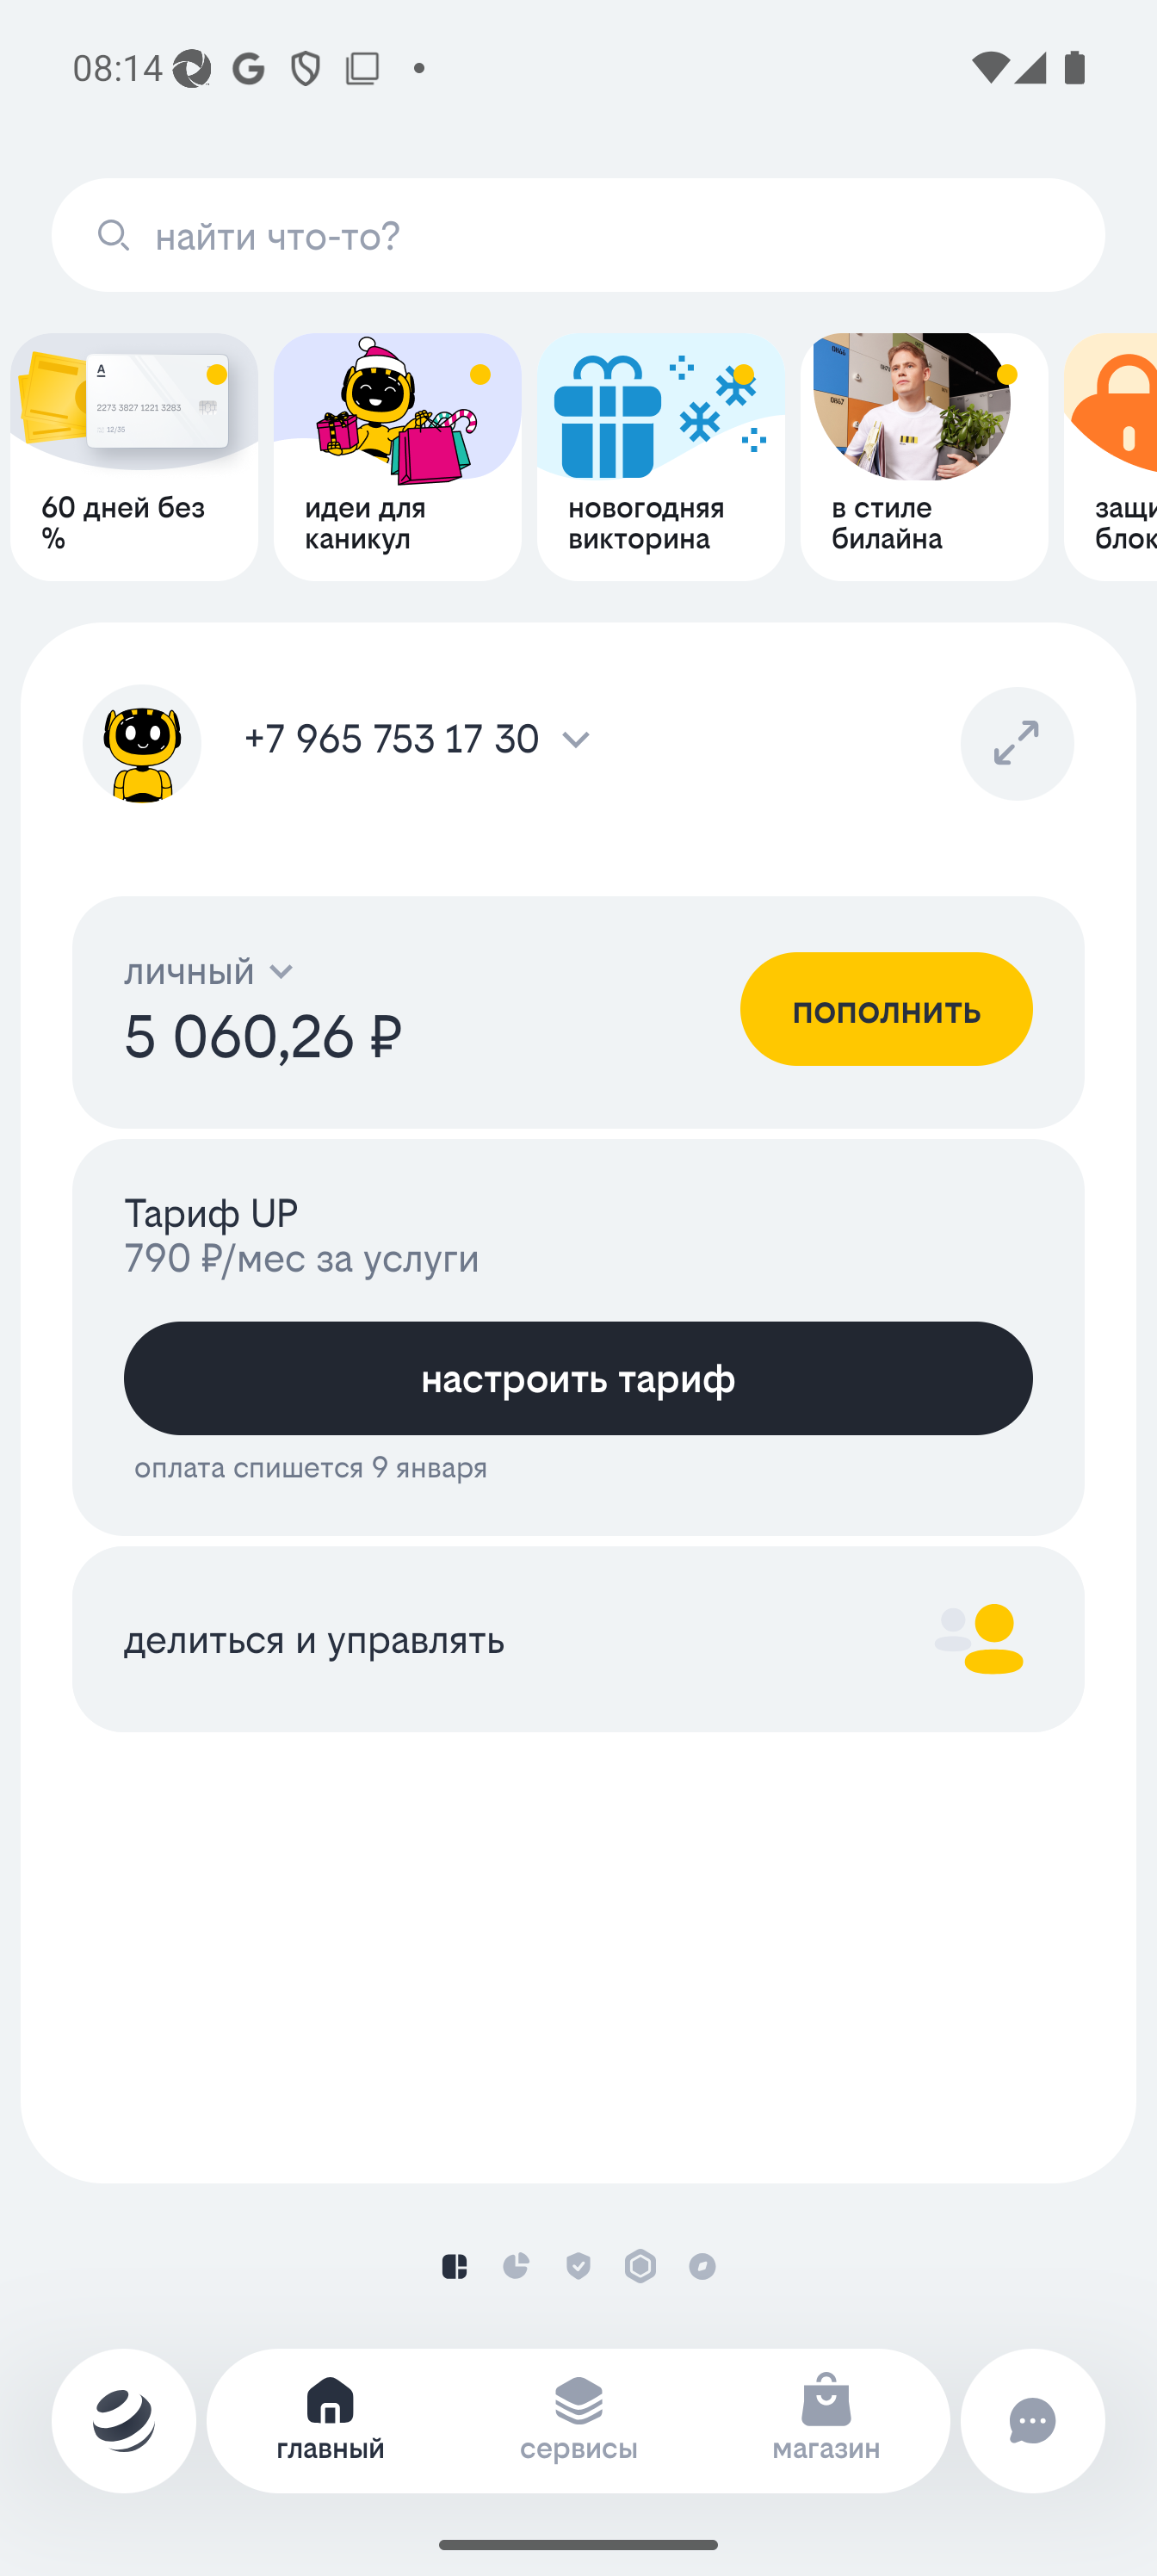 08:14
найти что-то?
A
2273 3827 1221 3283
12/35
60 дней без
%
идеи для
каникул
новогодняя
викторина
в стиле
билайна
защи
блок
+7 965 753 17 30
личный
5 060,26 ₽
пополнить
Тариф UP
790 ₽/мес за услуги
настроить тариф
оплата спишется 9 января
делиться и управлять
главный
сервисы
магазин